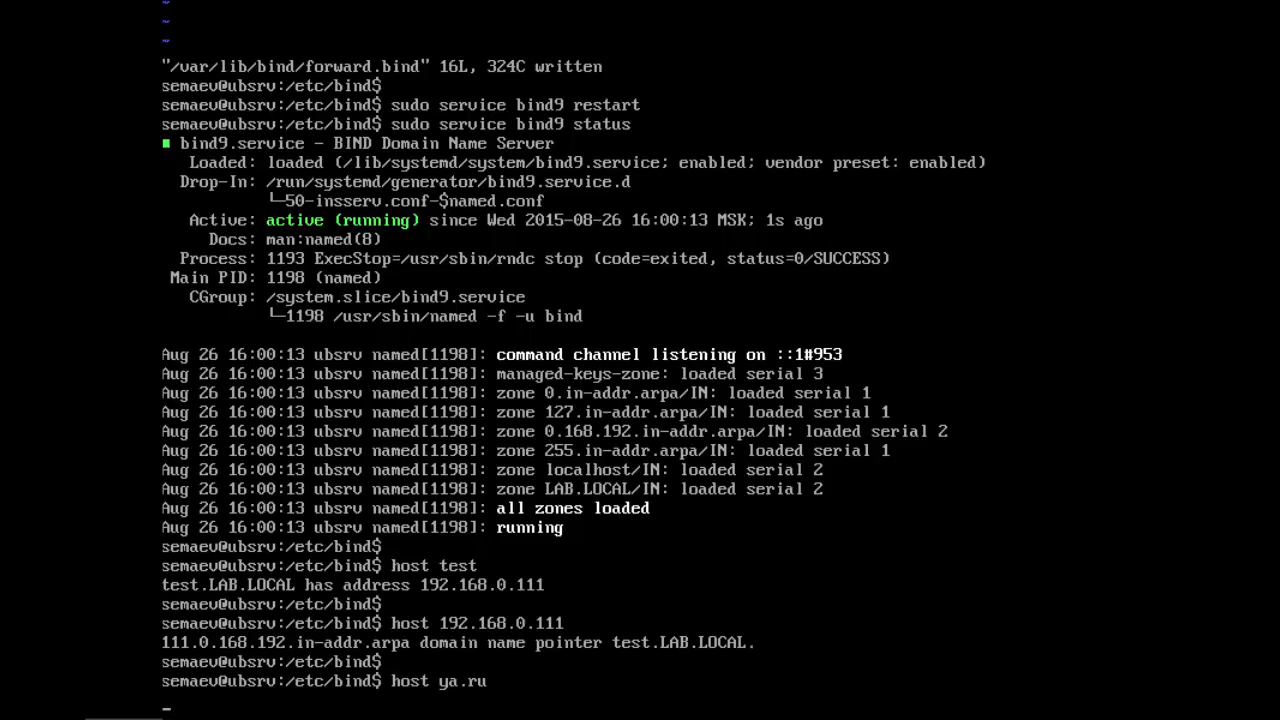 ~
~
~
"/var/lib/bind/forward.bind" 16L, 324C written
semaev@ubsrv:/etc/bind$
semaev@ubsrv:/etc/bind$ sudo service bind9 restart
semaev@ubsrv:/etc/bind$ sudo service bind9 status
■ bind9.service - BIND Domain Name Server
Loaded: loaded (/lib/systemd/system/bind9.service; enabled; vendor preset: enabled)
Drop-In: /run/systemd/generator/bind9.service.d
└─50-insserv.conf-$named.conf
Active: active (running) since Wed 2015-08-26 16:00:13 MSK; 1s ago
Docs: man:named(8)
Process: 1193 ExecStop=/usr/sbin/rndc stop (code=exited, status=0/SUCCESS)
Main PID: 1198 (named)
CGroup: /system.slice/bind9.service
└─1198 /usr/sbin/named -f -u bind
Aug 26 16:00:13 ubsrv named[1198]: command channel listening on ::1#953
Aug 26 16:00:13 ubsrv named[1198]: managed-keys-zone: loaded serial 3
Aug 26 16:00:13 ubsrv named[1198]: zone 0.in-addr.arpa/IN: loaded serial 1
Aug 26 16:00:13 ubsrv named[1198]: zone 127.in-addr.arpa/IN: loaded serial 1
Aug 26 16:00:13 ubsrv named[1198]: zone 0.168.192.in-addr.arpa/IN: loaded serial 2
Aug 26 16:00:13 ubsrv named[1198]: zone 255.in-addr.arpa/IN: loaded serial 1
Aug 26 16:00:13 ubsrv named[1198]: zone localhost/IN: loaded serial 2
Aug 26 16:00:13 ubsrv named[1198]: zone LAB.LOCAL/IN: loaded serial 2
Aug 26 16:00:13 ubsrv named[1198]: all zones loaded
Aug 26 16:00:13 ubsrv named[1198]: running
semaev@ubsrv:/etc/bind$
semaev@ubsrv:/etc/bind$ host test
test.LAB.LOCAL has address 192.168.0.111
semaev@ubsrv:/etc/bind$
semaev@ubsrv:/etc/bind$ host 192.168.0.111
111.0.168.192.in-addr.arpa domain name pointer test.LAB.LOCAL.
semaev@ubsrv:/etc/bind$
semaev@ubsrv:/etc/bind$ host ya.ru